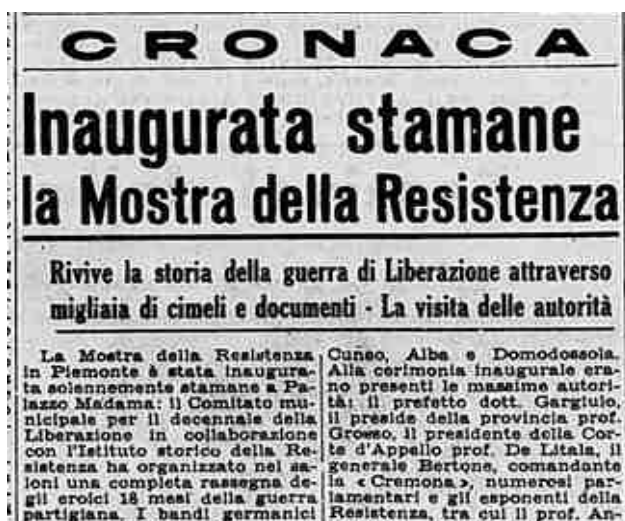 CRONACA
Inaugurata stamane
la Mostra della Resistenza
Rivive la storia della guerra di Liberazione attraverso
migliaia di cimeli e documenti - La visita delle autorità
La Mostra della Resistenza
in Piemonte è stata inaugura-
ta solennemente stamane a Pa-
lazzo Madama: il Comitato mu-
nicipale per il decennale della
Liberazione in collaborazione
con l'Istituto storico della Re-
sistenza ha organizzato nei sa-
loni una completa rassegna de-
gli eroici 18 mesi della guerra
partigiana. I bandi germanici
Cuneo, Alba e Domodossola.
Alla cerimonia inaugurale era-
no presenti le massime autori-
tà: il prefetto dott. Gargiulo,
il preside della provincia prof.
Grosso, il presidente della Cor-
te d'Appello prof. De Litala, il
generale Bertone, comandante
la «Cremona», numerosi par-
lamentari e gli esponenti della
Resistenza, tra cui il prof. An-